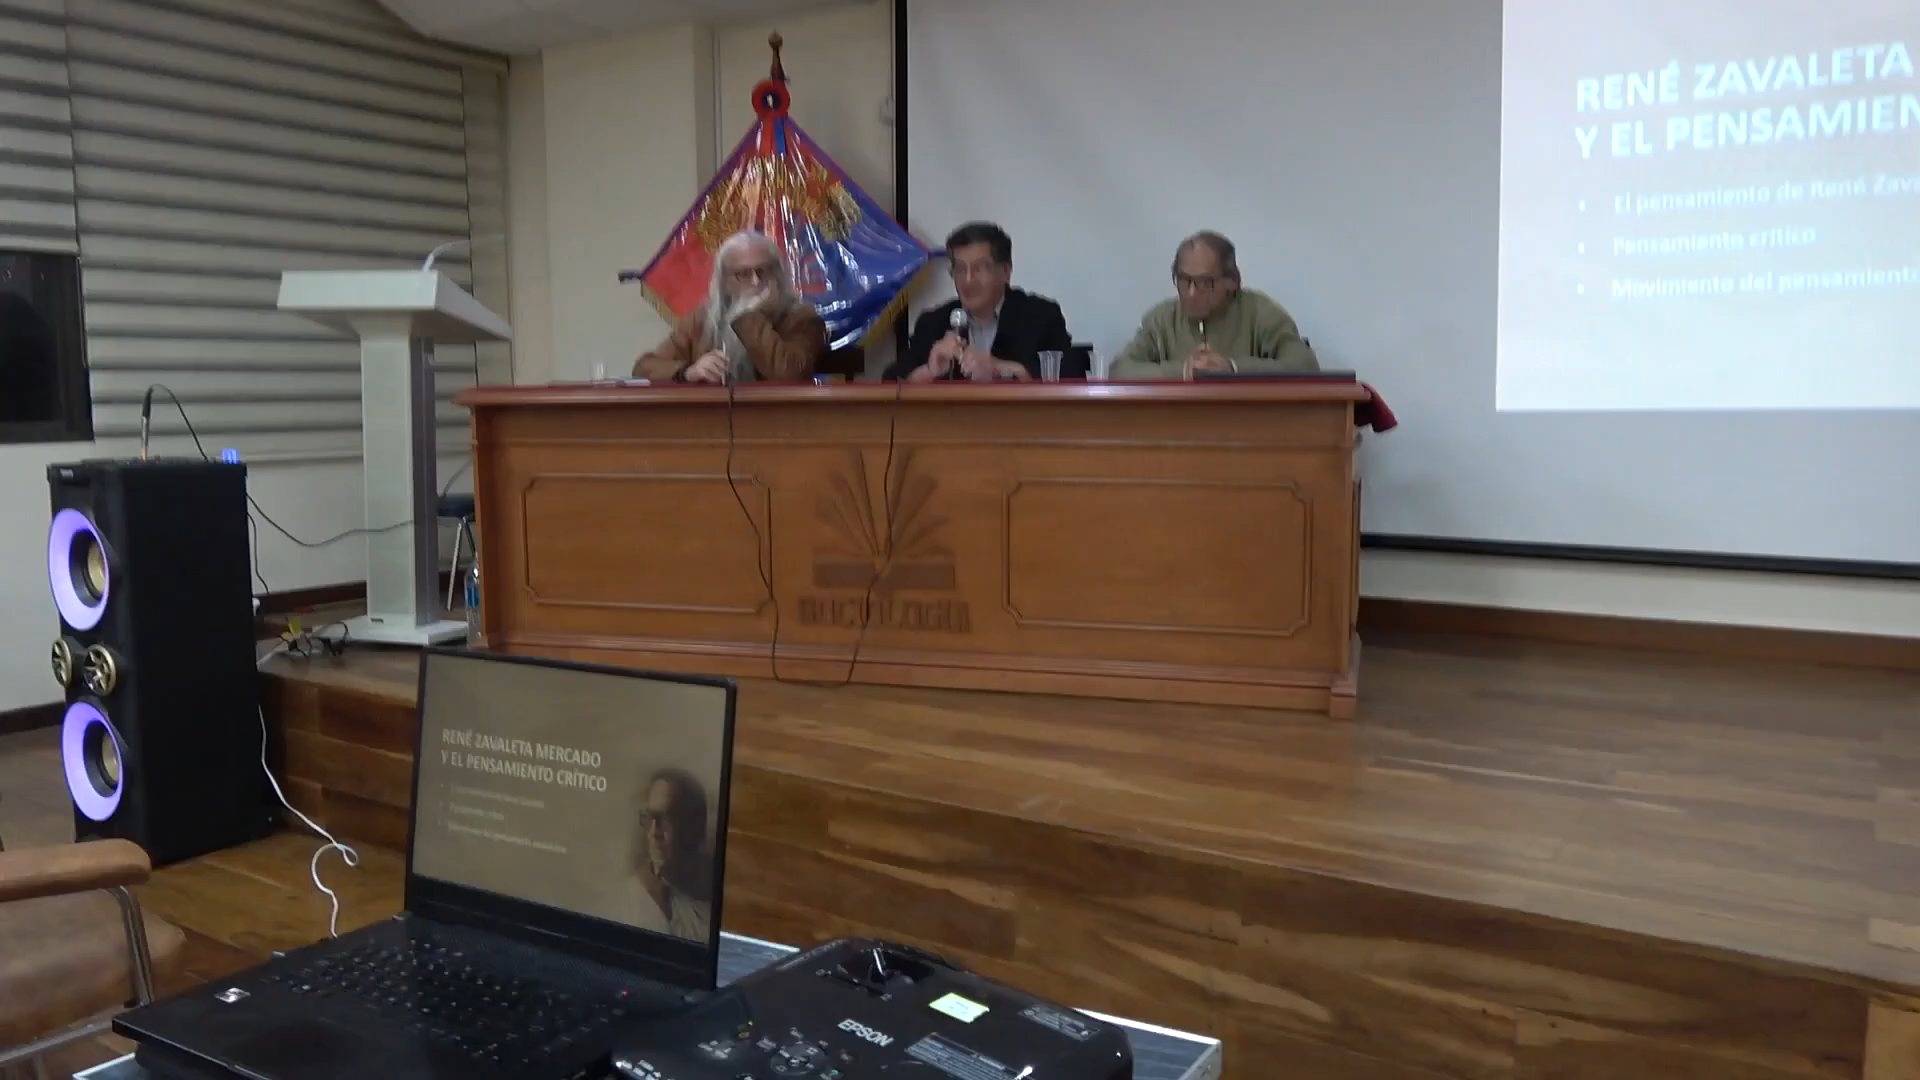 RENÉ ZAVALETA
Y EL PENSAMIEN
• El pensamiento de René Zava
• Pensamiento crítico
• Movimiento del pensamiento
SOCIOLOGIA
RENÉ ZAVALETA MERCADO
Y EL PENSAMIENTO CRÍTICO
EPSON